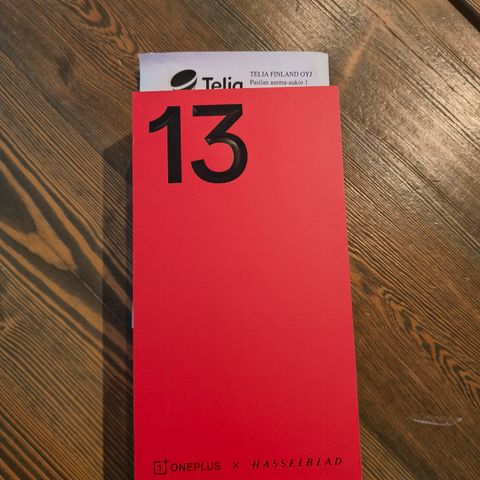 Telia
TELIA FINLAND OYJ
Pasilan asema-aukio 1
13
ONEPLUS × HASSELBLAD